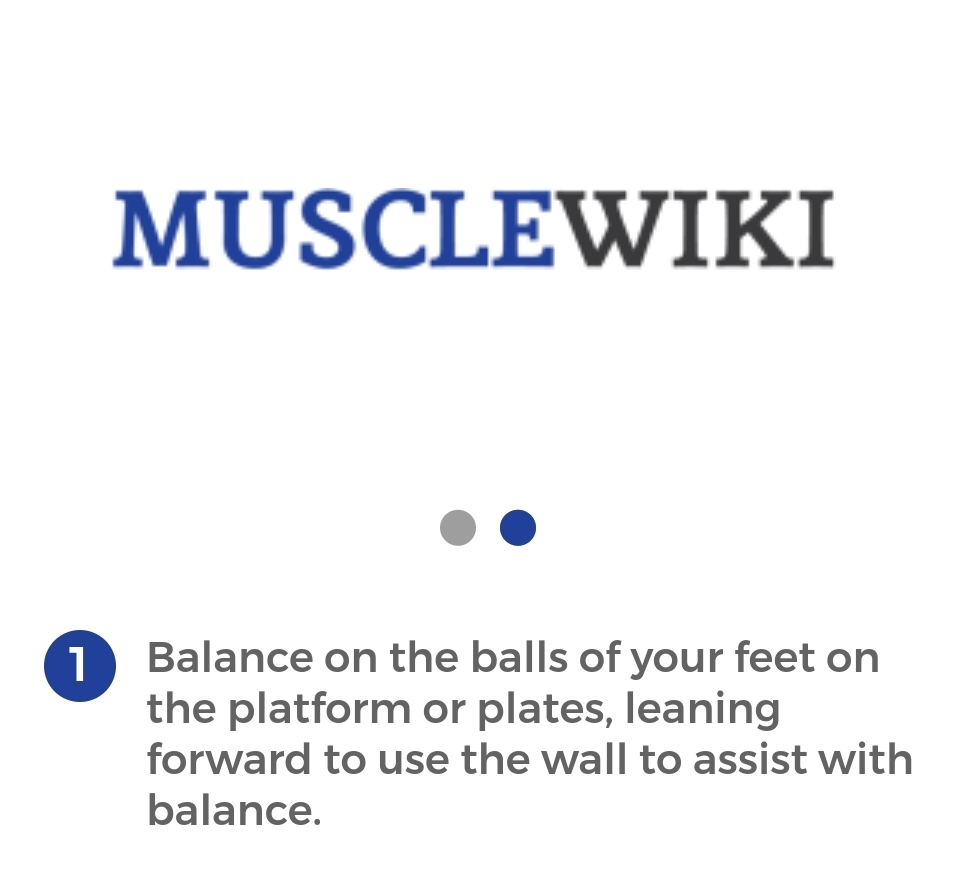 MUSCLEWIKI
1
Balance on the balls of your feet on
the platform or plates, leaning
forward to use the wall to assist with
balance.